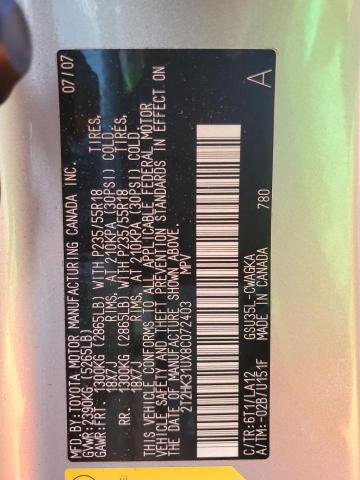 MFD. BY: TOYOTA MOTOR MANUFACTURING CANADA INC. 07/07
GVWR: 2390KG (5265LB)
GAWR: FRT. 1300KG (2865LB) WITH P235/55R18 TIRES,
18X7J RIMS, AT 210KPA (30PSI) COLD.
RR. 1300KG (2865LB) WITH P235/55R18 TIRES,
18X7J RIMS, AT 210KPA (30PSI) COLD.
THIS VEHICLE CONFORMS TO ALL APPLICABLE FEDERAL MOTOR
VEHICLE SAFETY AND THEFT PREVENTION STANDARDS IN EFFECT ON
THE DATE OF MANUFACTURE SHOWN ABOVE.
2T2HK31UX8C072403 MPV
C/TR: 6T1/LA12 GSU35L-CWAGKA
A/TM: -02B/U151F MADE IN CANADA 780 A